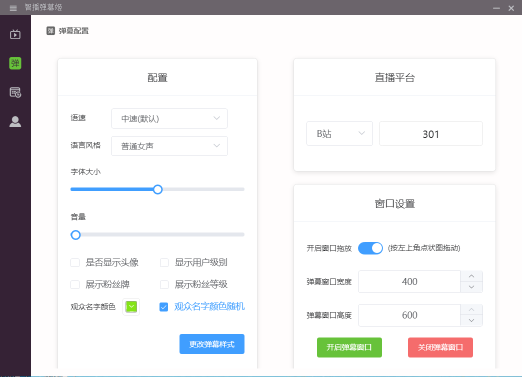 智播弹幕姬
弹 弹幕配置
弹
配置
语速 中速(默认)
语言风格 普通女声
字体大小
音量
是否显示头像 显示用户级别
展示粉丝牌 展示粉丝等级
观众名字颜色 观众名字颜色随机
更改弹幕样式
直播平台
B站 301
窗口设置
开启窗口拖放 (按左上角点状图拖动)
弹幕窗口宽度 400
弹幕窗口高度 600
开启弹幕窗口 关闭弹幕窗口